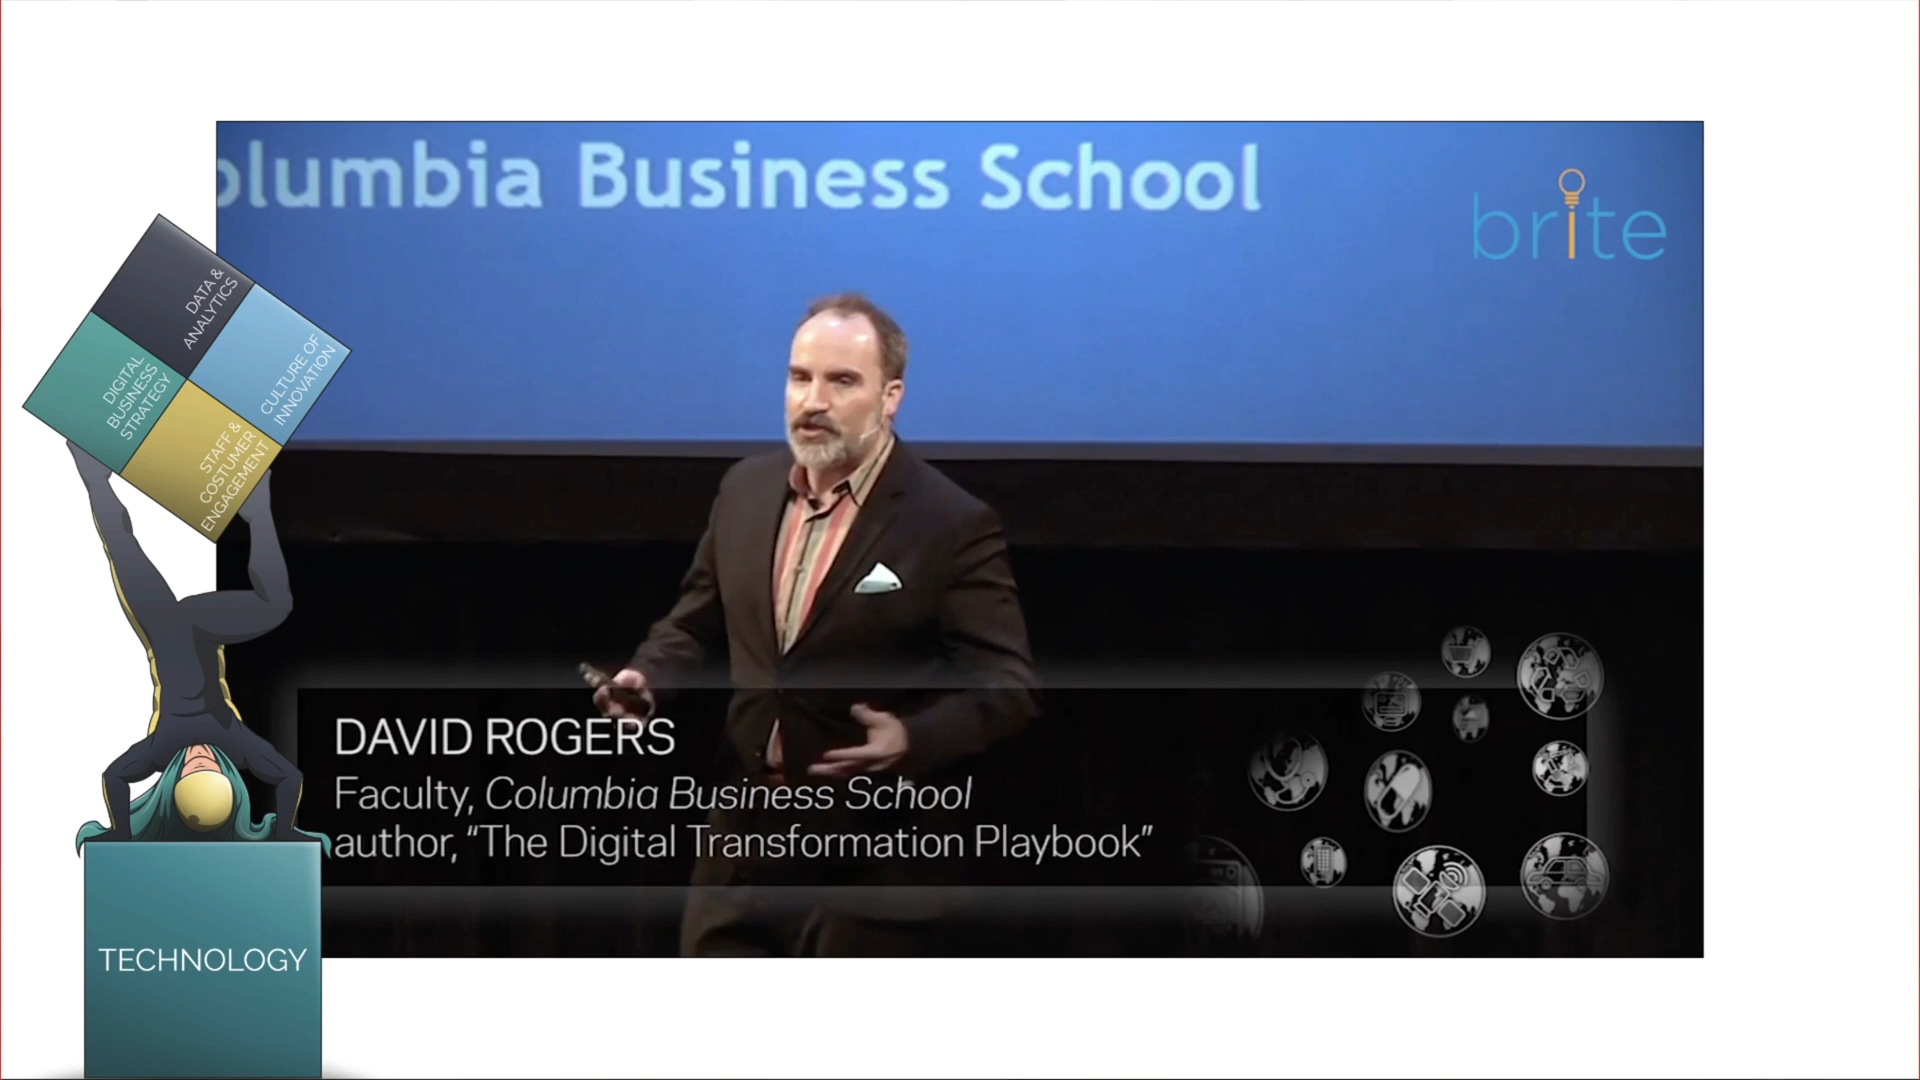 olumbia Business School
brite
DATA &
ANALYTICS
CULTURE OF
INNOVATION
DIGITAL
BUSINESS
STRATEGY
STAFF &
COSTUMER
ENGAGEMENT
DAVID ROGERS
Faculty, Columbia Business School
author, “The Digital Transformation Playbook”
TECHNOLOGY